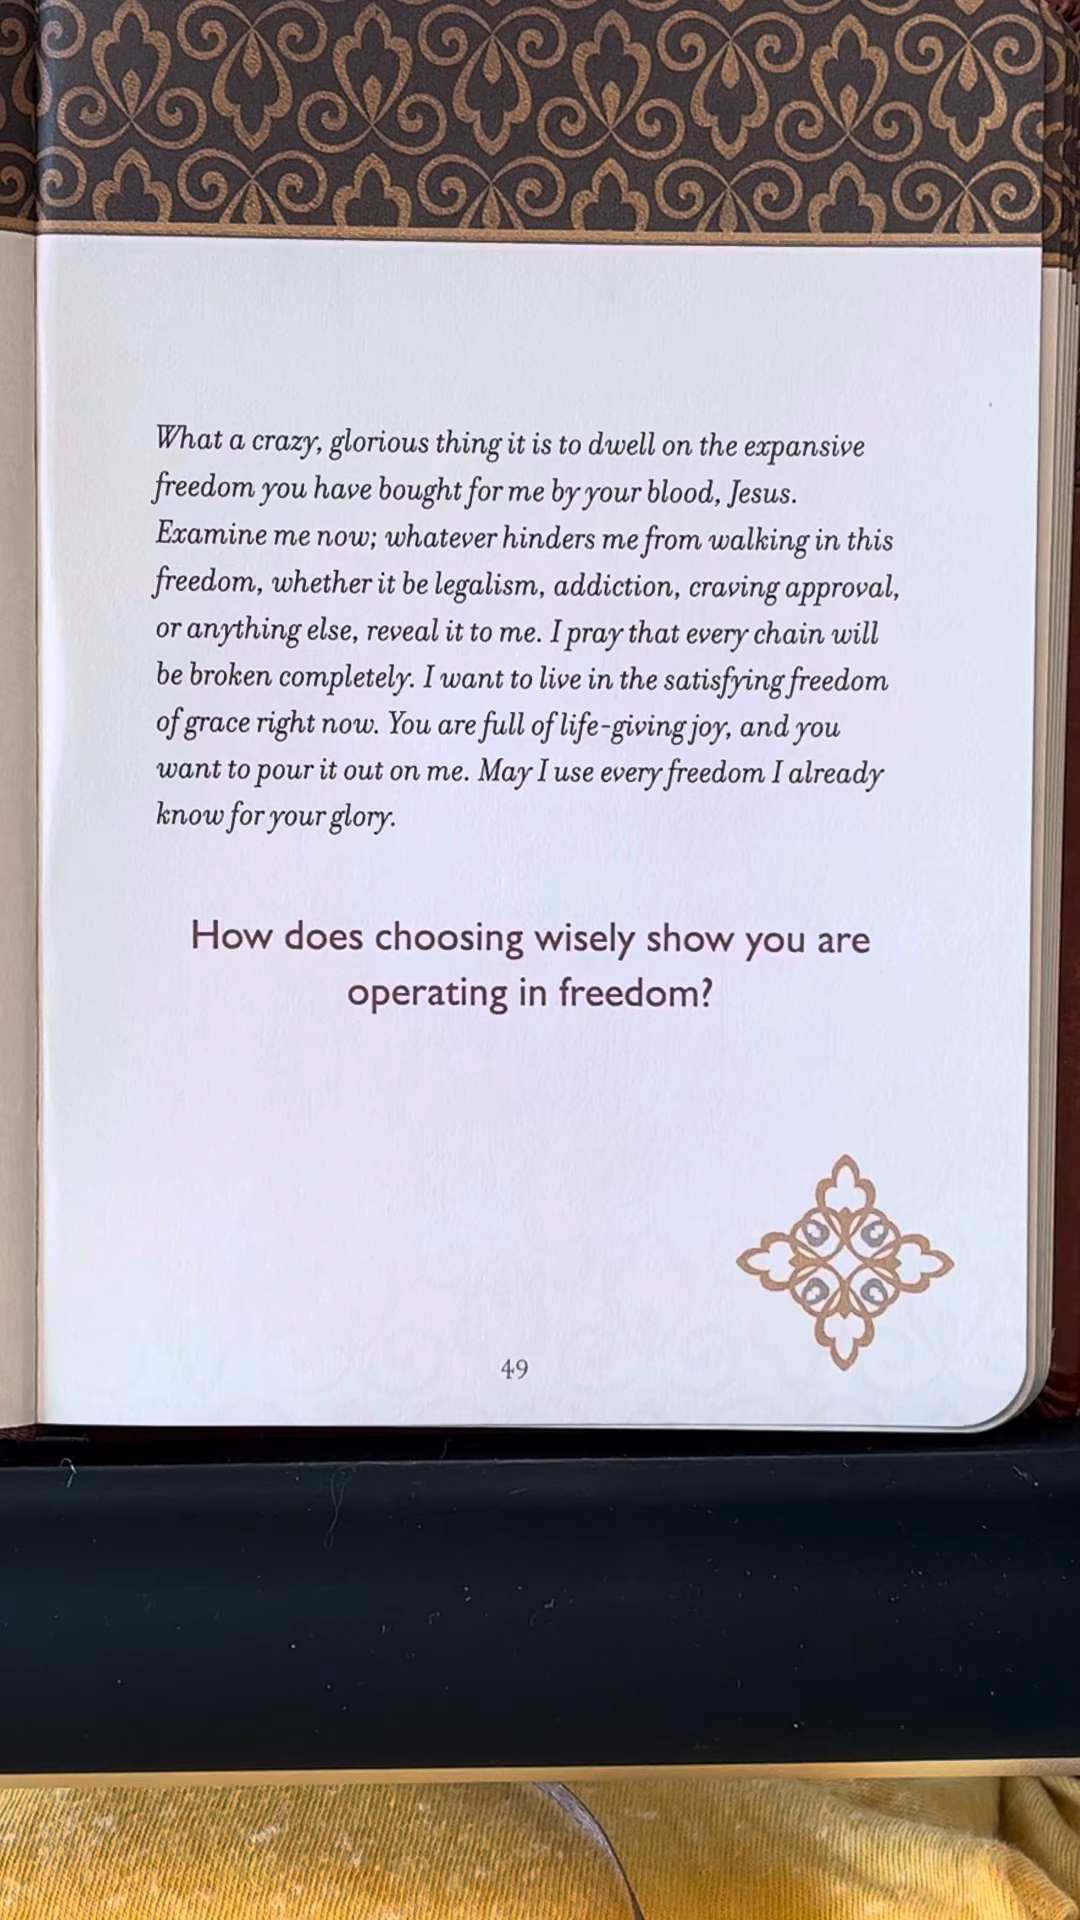 What a crazy, glorious thing it is to dwell on the expansive
freedom you have bought for me by your blood, Jesus.
Examine me now; whatever hinders me from walking in this
freedom, whether it be legalism, addiction, craving approval,
or anything else, reveal it to me. I pray that every chain will
be broken completely. I want to live in the satisfying freedom
of grace right now. You are full of life-giving joy, and you
want to pour it out on me. May I use every freedom I already
know for your glory.
How does choosing wisely show you are
operating in freedom?
49